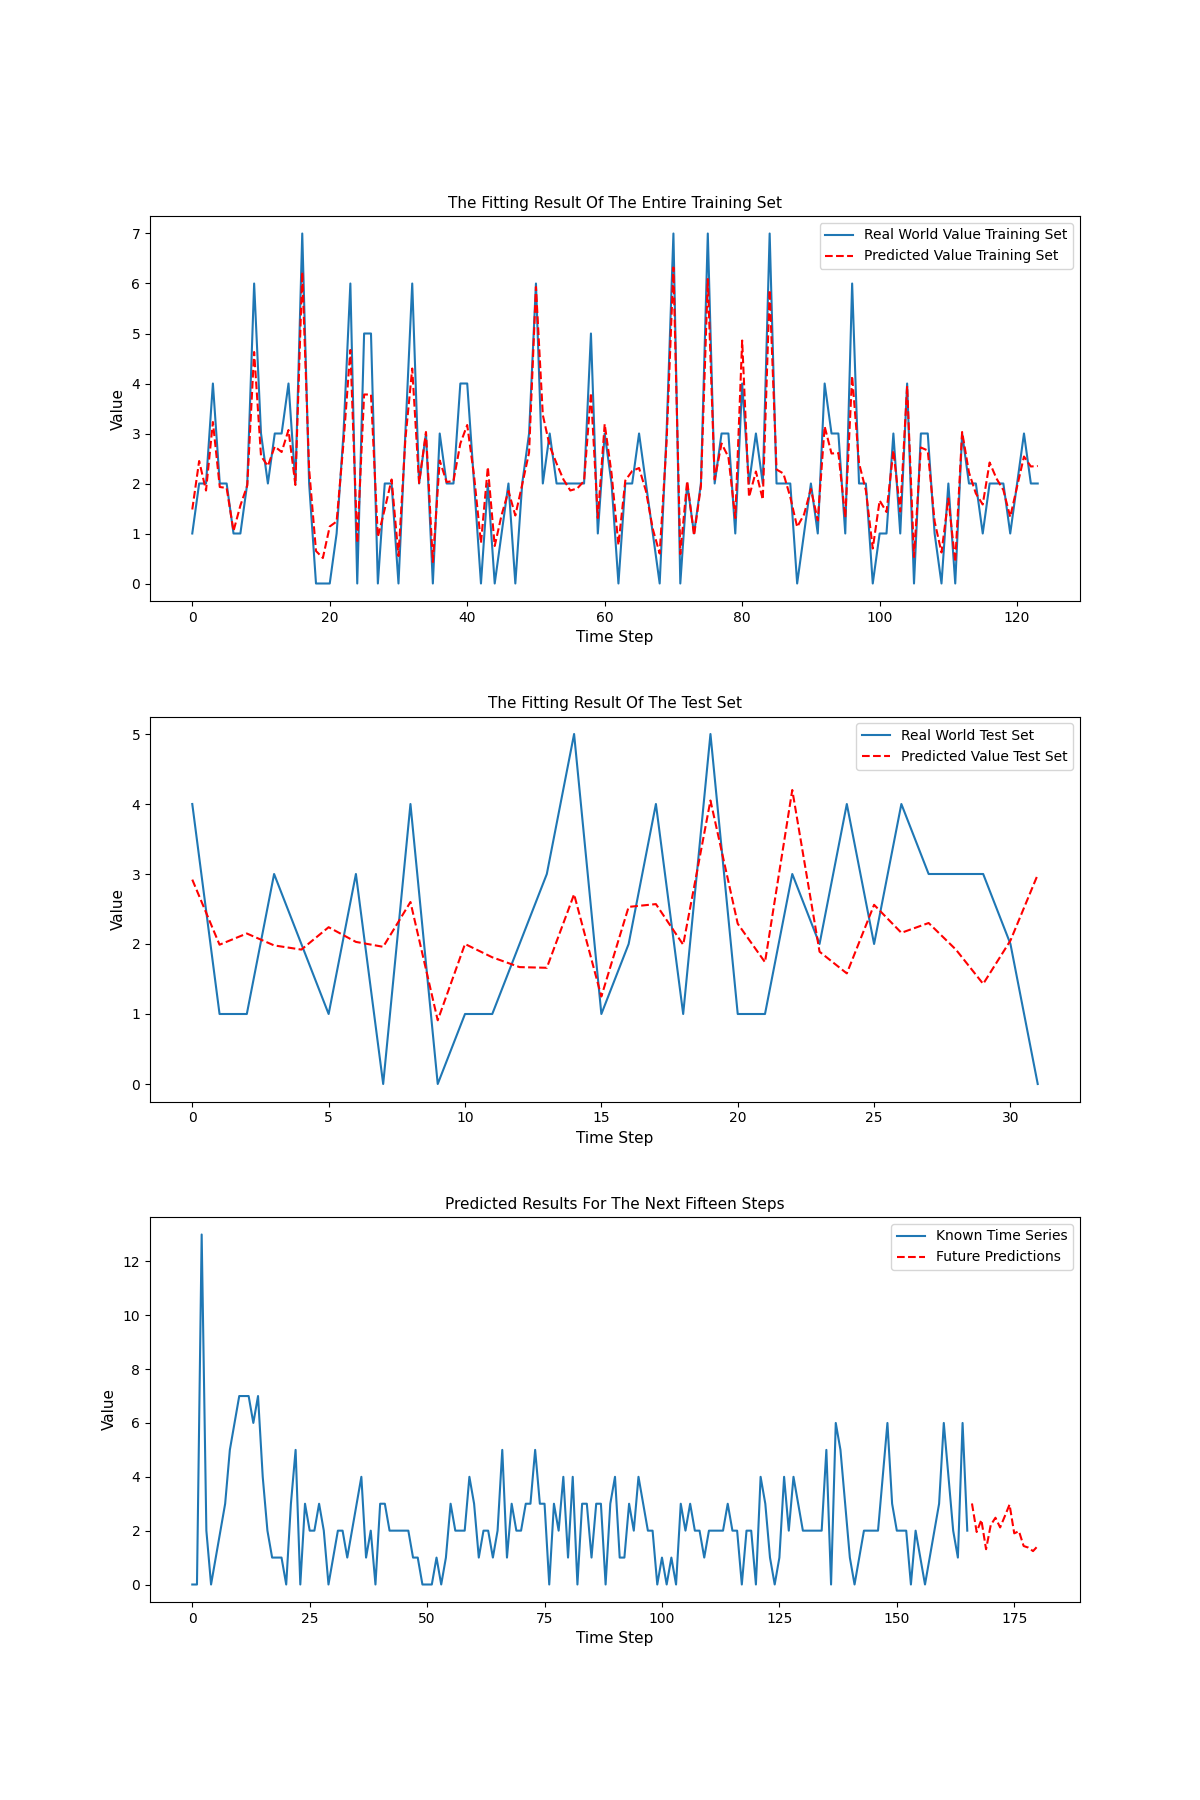 The Fitting Result Of The Entire Training Set
7
6
5
4
3
2
1
0
Value
Real World Value Training Set
Predicted Value Training Set
0 20 40 60 80 100 120
Time Step
The Fitting Result Of The Test Set
5
4
3
2
1
0
Value
Real World Test Set
Predicted Value Test Set
0 5 10 15 20 25 30
Time Step
Predicted Results For The Next Fifteen Steps
12
10
8
6
4
2
0
Value
Known Time Series
Future Predictions
0 25 50 75 100 125 150 175
Time Step